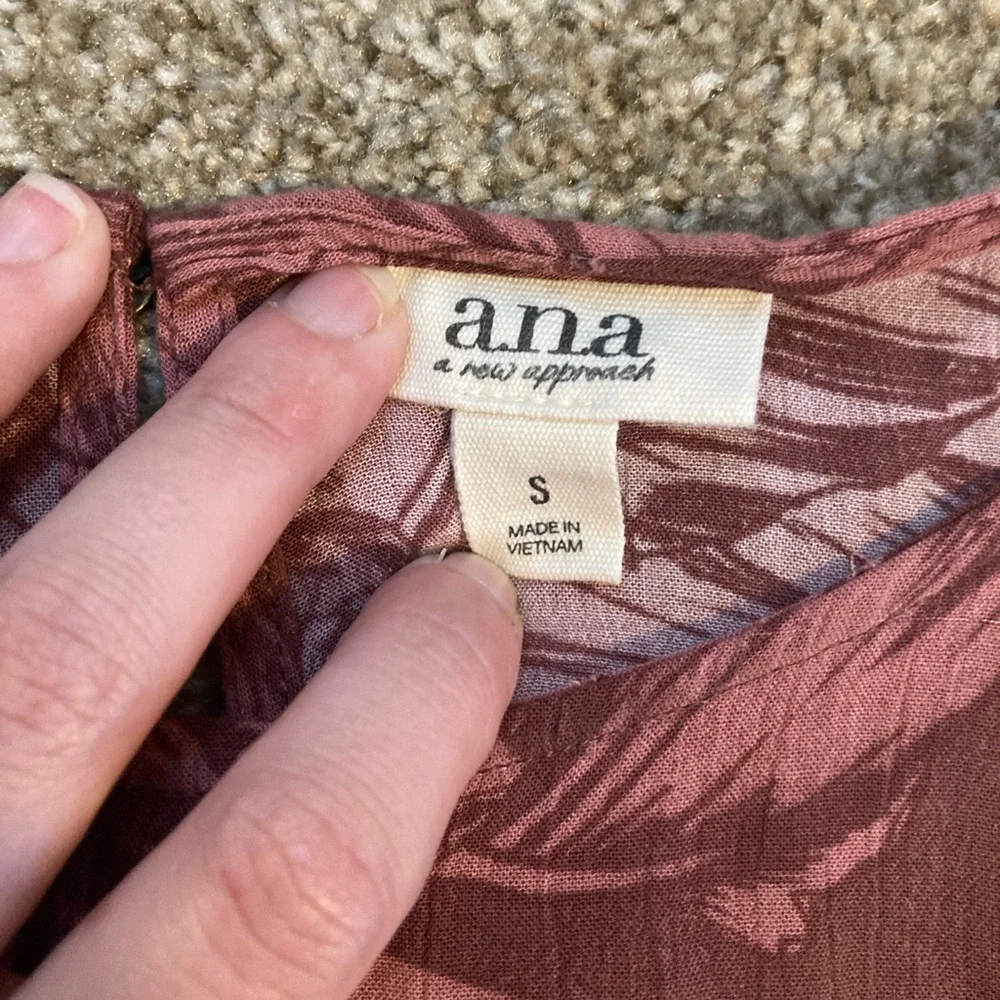 a.n.a
a new approach
S
MADE IN
VIETNAM